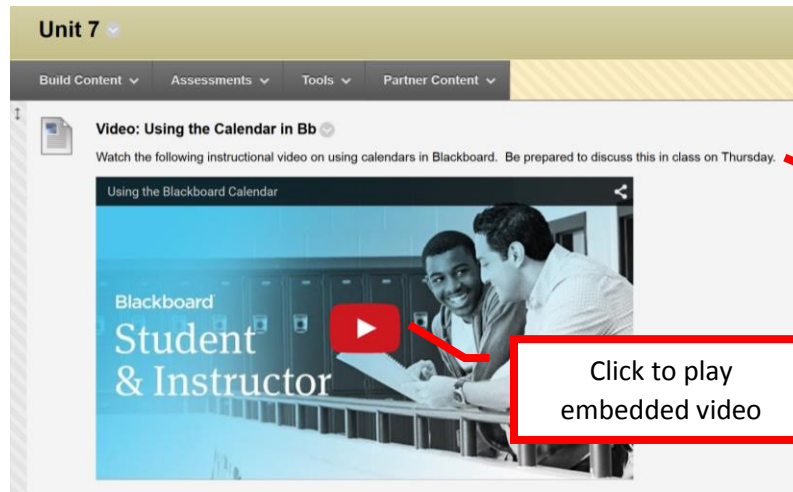 Unit 7
Build Content Assessments Tools Partner Content
Video: Using the Calendar in Bb
Watch the following instructional video on using calendars in Blackboard. Be prepared to discuss this in class on Thursday.
Using the Blackboard Calendar
Blackboard
Student
& Instructor
Click to play
embedded video